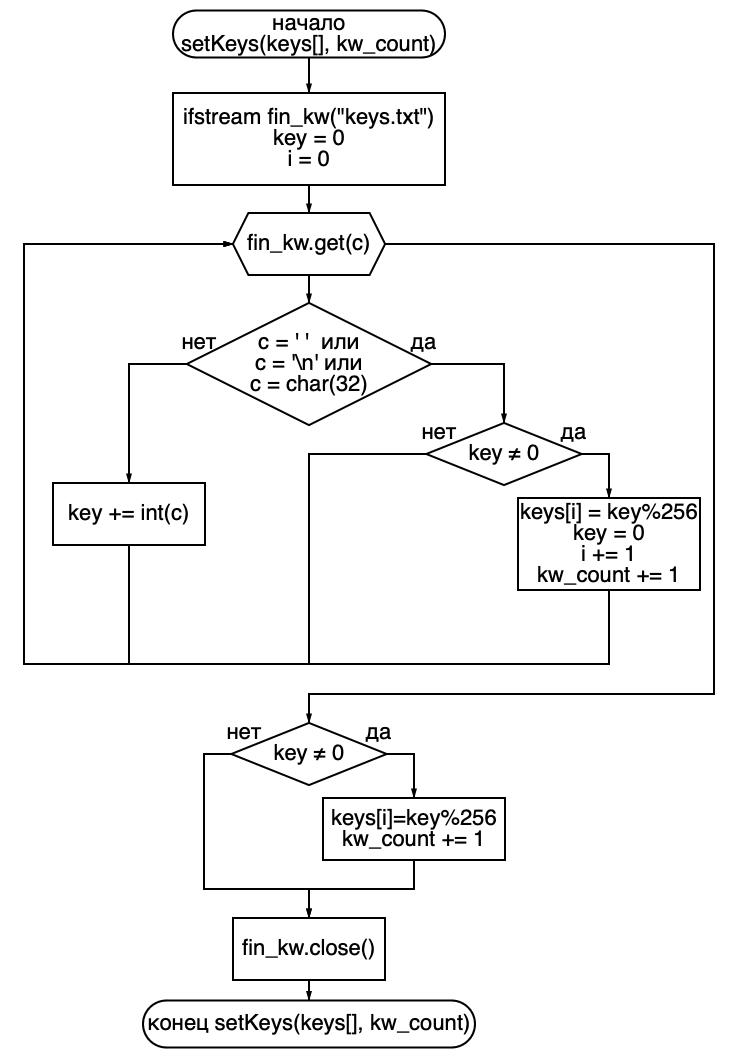 начало
setKeys(keys[], kw_count)
ifstream fin_kw("keys.txt")
key = 0
i = 0
fin_kw.get(c)
нет
c = ' ' или
да
c = '\n' или
c = char(32)
нет
key ≠ 0
да
key += int(c)
keys[i] = key%256
key = 0
i += 1
kw_count += 1
нет
key ≠ 0
да
keys[i]=key%256
kw_count += 1
fin_kw.close()
конец setKeys(keys[], kw_count)